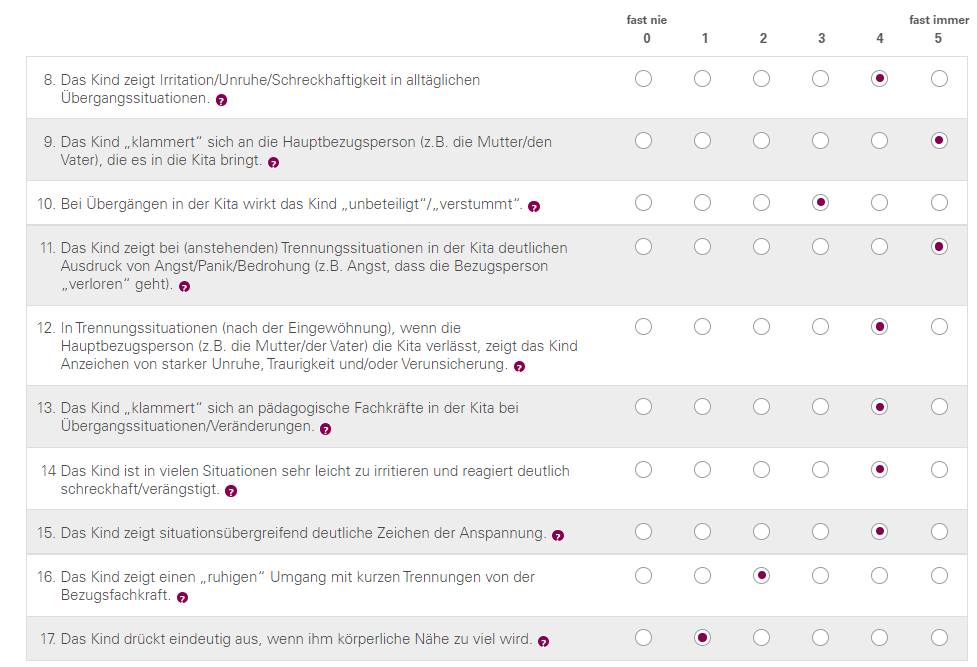 fast nie fast immer
0 1 2 3 4 5
8. Das Kind zeigt Irritation/Unruhe/Schreckhaftigkeit in alltäglichen
Übergangssituationen. ?
9. Das Kind „klammert“ sich an die Hauptbezugsperson (z.B. die Mutter/den
Vater), die es in die Kita bringt. ?
10. Bei Übergängen in der Kita wirkt das Kind „unbeteiligt“/„verstummt“. ?
11. Das Kind zeigt bei (anstehenden) Trennungssituationen in der Kita deutlichen
Ausdruck von Angst/Panik/Bedrohung (z.B. Angst, dass die Bezugsperson
„verloren“ geht). ?
12. In Trennungssituationen (nach der Eingewöhnung), wenn die
Hauptbezugsperson (z.B. die Mutter/der Vater) die Kita verlässt, zeigt das Kind
Anzeichen von starker Unruhe, Traurigkeit und/oder Verunsicherung. ?
13. Das Kind „klammert“ sich an pädagogische Fachkräfte in der Kita bei
Übergangssituationen/Veränderungen. ?
14 Das Kind ist in vielen Situationen sehr leicht zu irritieren und reagiert deutlich
schreckhaft/verängstigt. ?
15. Das Kind zeigt situationsübergreifend deutliche Zeichen der Anspannung. ?
16. Das Kind zeigt einen „ruhigen“ Umgang mit kurzen Trennungen von der
Bezugsfachkraft. ?
17. Das Kind drückt eindeutig aus, wenn ihm körperliche Nähe zu viel wird. ?